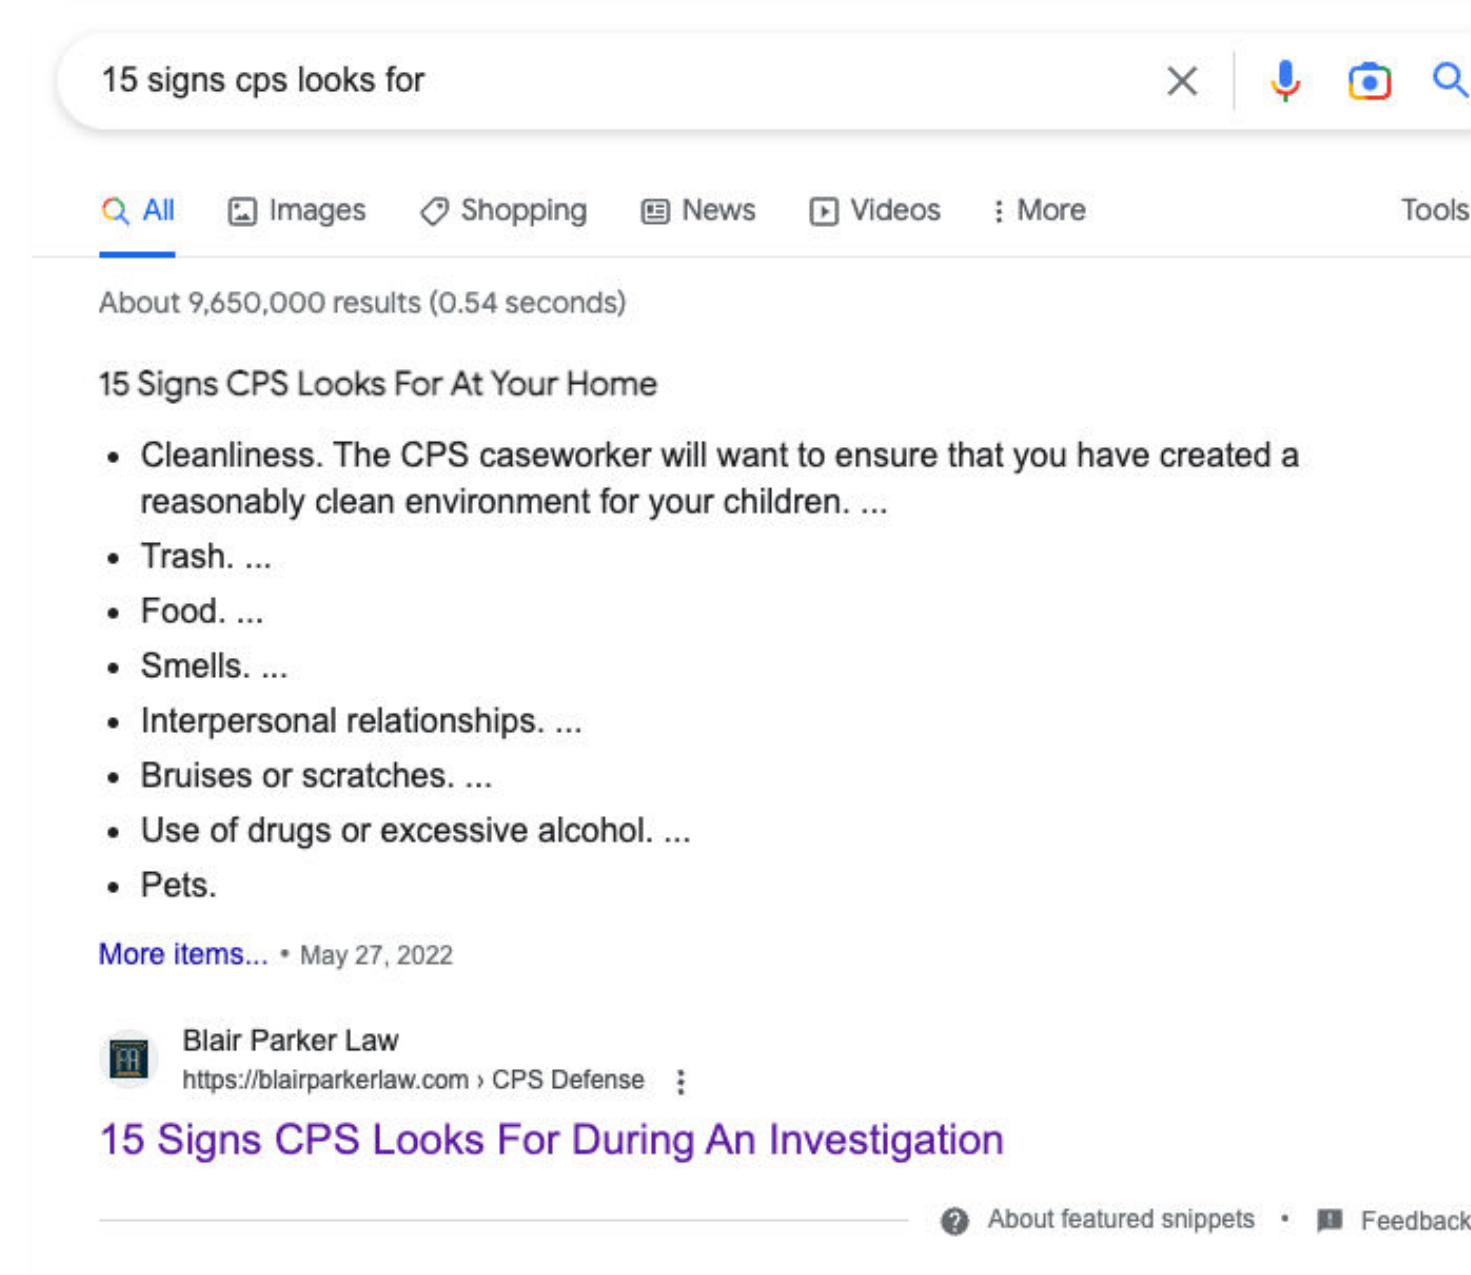 15 signs cps looks for
All Images Shopping News Videos More Tools
About 9,650,000 results (0.54 seconds)
15 Signs CPS Looks For At Your Home
• Cleanliness. The CPS caseworker will want to ensure that you have created a
reasonably clean environment for your children. ...
• Trash. ...
• Food. ...
• Smells. ...
• Interpersonal relationships. ...
• Bruises or scratches. ...
• Use of drugs or excessive alcohol. ...
• Pets.
More items... • May 27, 2022
Blair Parker Law
https://blairparkerlaw.com › CPS Defense
15 Signs CPS Looks For During An Investigation
About featured snippets • Feedback